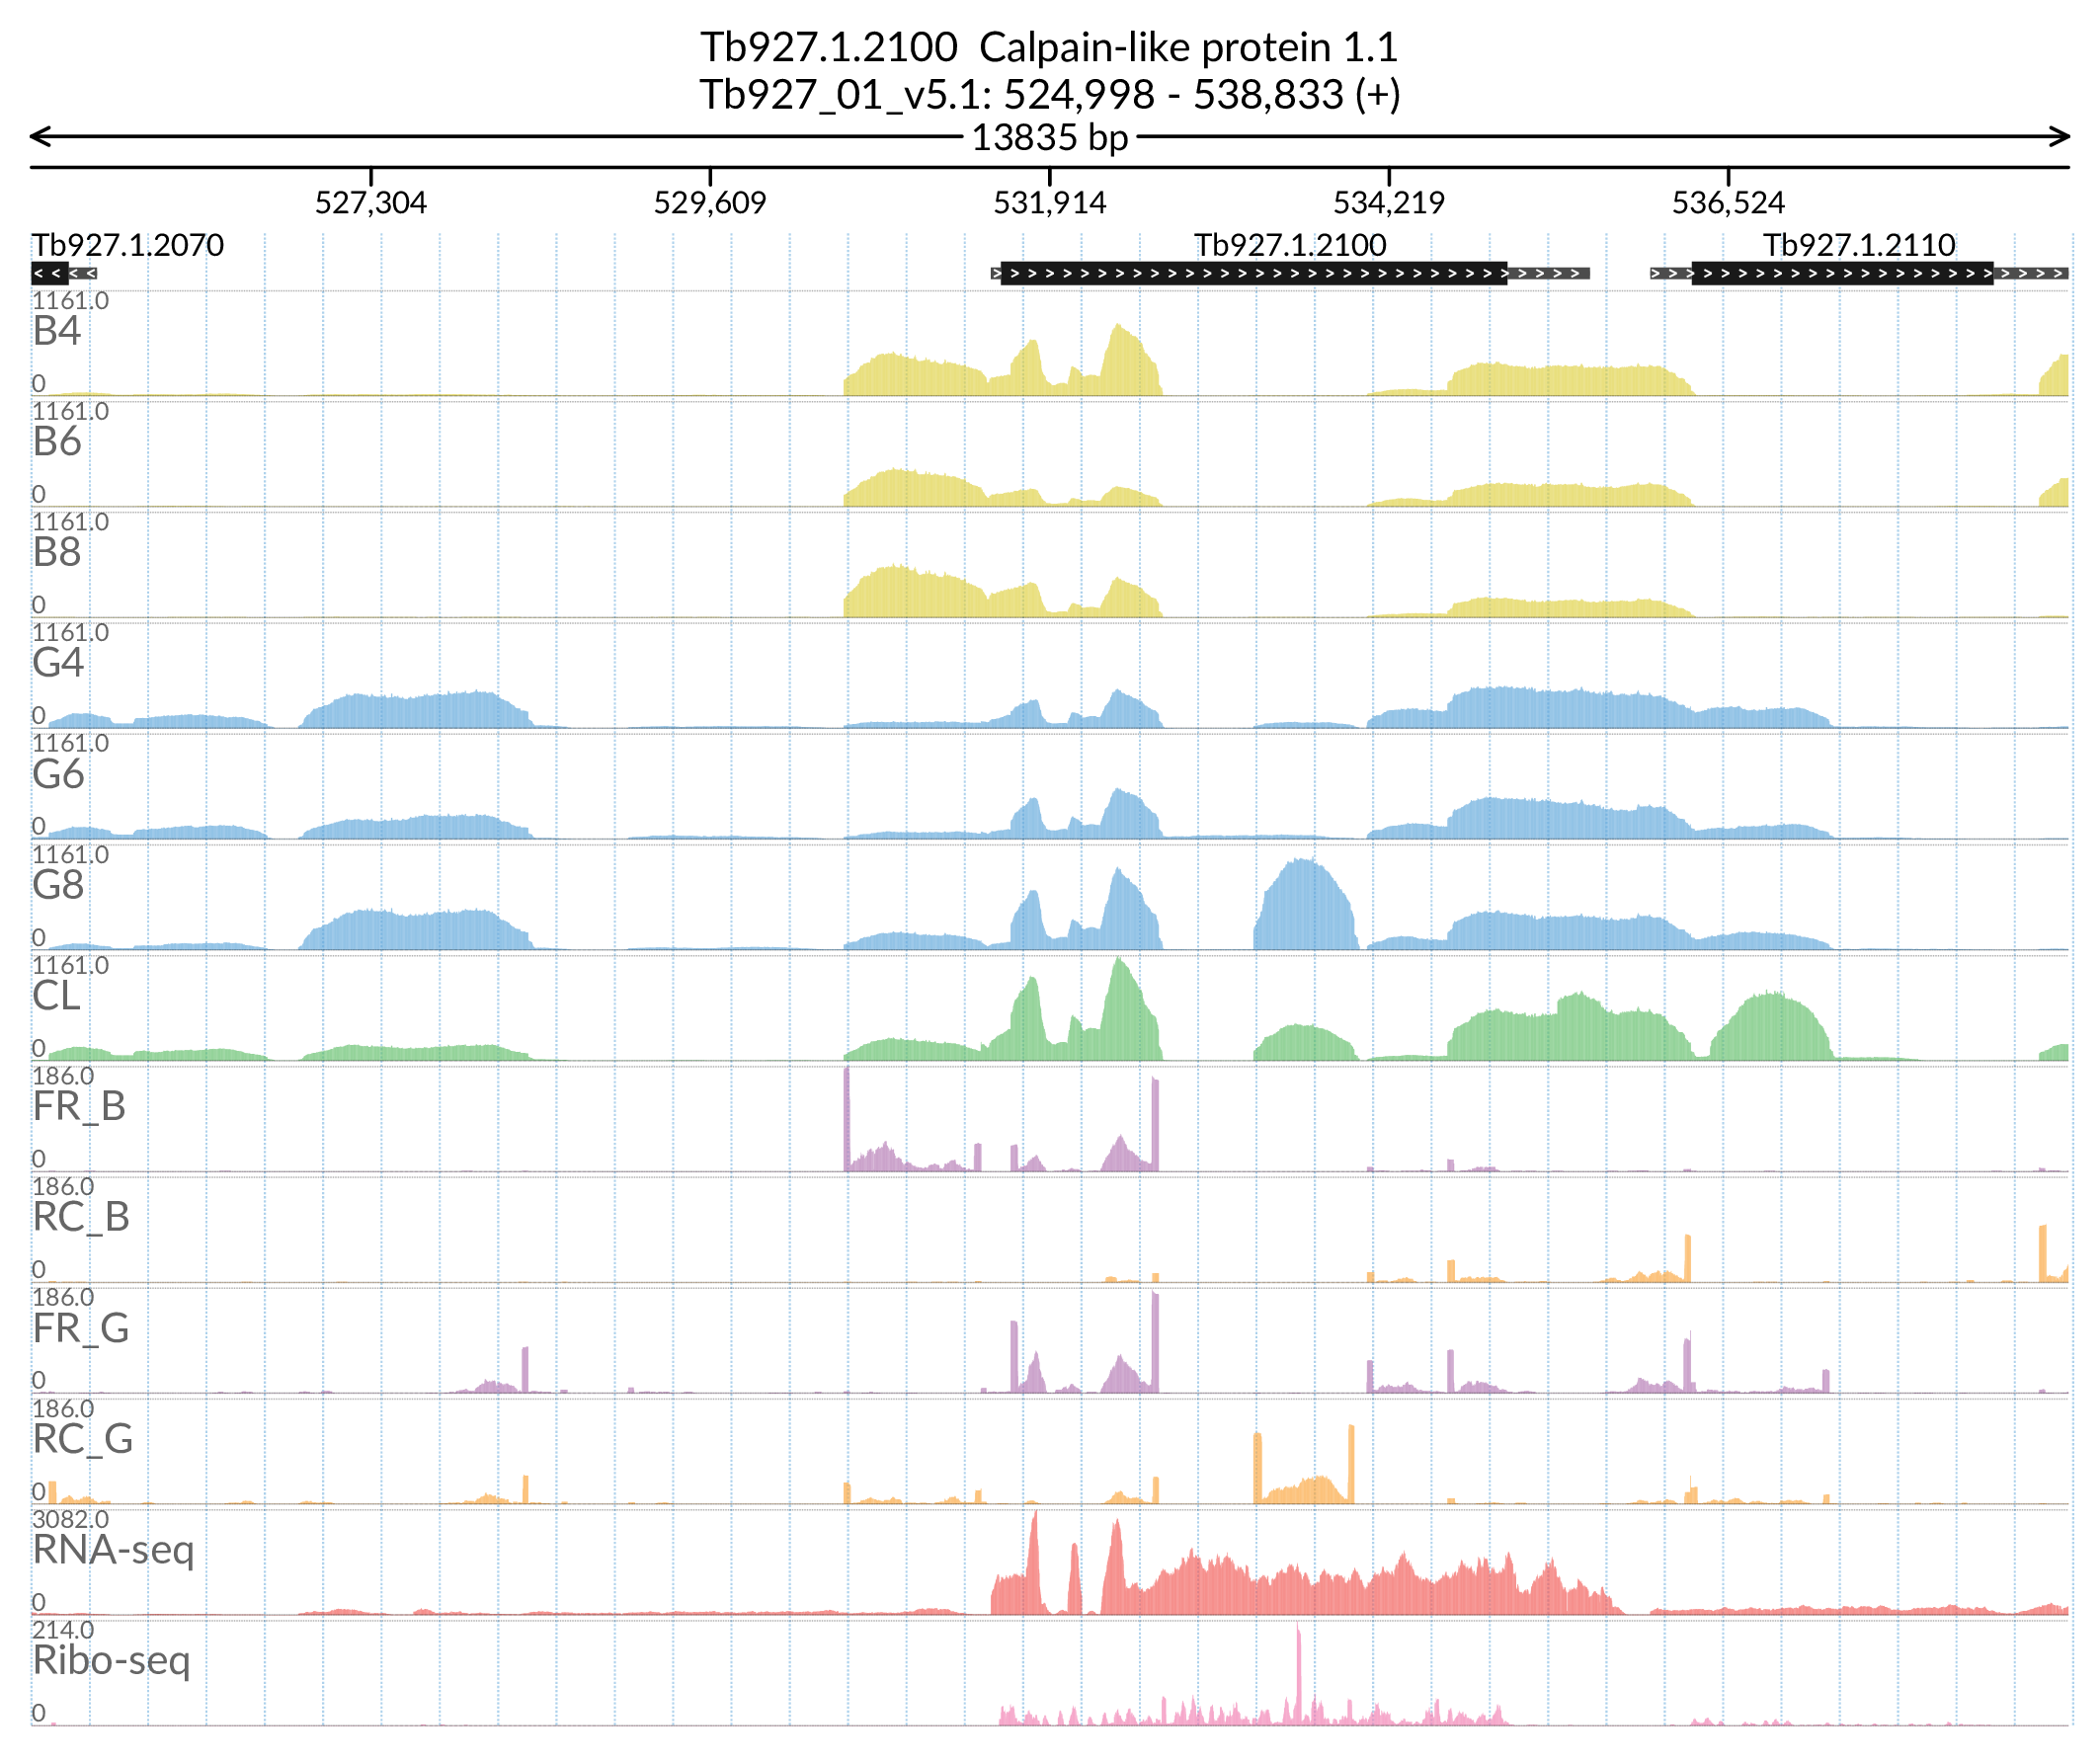 Tb927.1.2100  Calpain-like protein 1.1
Tb927_01_v5.1: 524,998 - 538,833 (+)
13835 bp
527,304 529,609 531,914 534,219 536,524
Tb927.1.2070 Tb927.1.2100 Tb927.1.2110
1161.0
B4
0
1161.0
B6
0
1161.0
B8
0
1161.0
G4
0
1161.0
G6
0
1161.0
G8
0
1161.0
CL
0
186.0
FR_B
0
186.0
RC_B
0
186.0
FR_G
0
186.0
RC_G
0
3082.0
RNA-seq
0
214.0
Ribo-seq
0